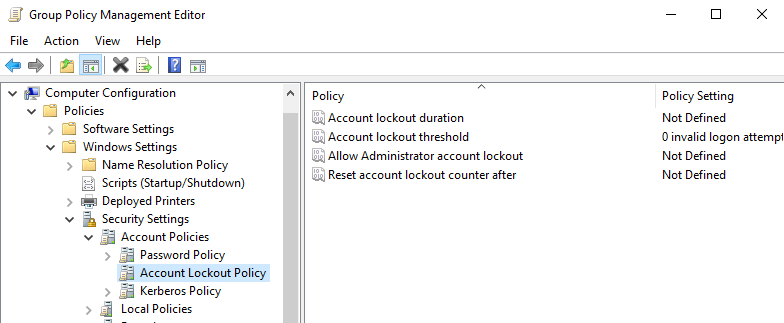 Group Policy Management Editor
File Action View Help
Computer Configuration
Policies
Software Settings
Windows Settings
Name Resolution Policy
Scripts (Startup/Shutdown)
Deployed Printers
Security Settings
Account Policies
Password Policy
Account Lockout Policy
Kerberos Policy
Local Policies
Policy Policy Setting
Account lockout duration Not Defined
Account lockout threshold 0 invalid logon attempt
Allow Administrator account lockout Not Defined
Reset account lockout counter after Not Defined